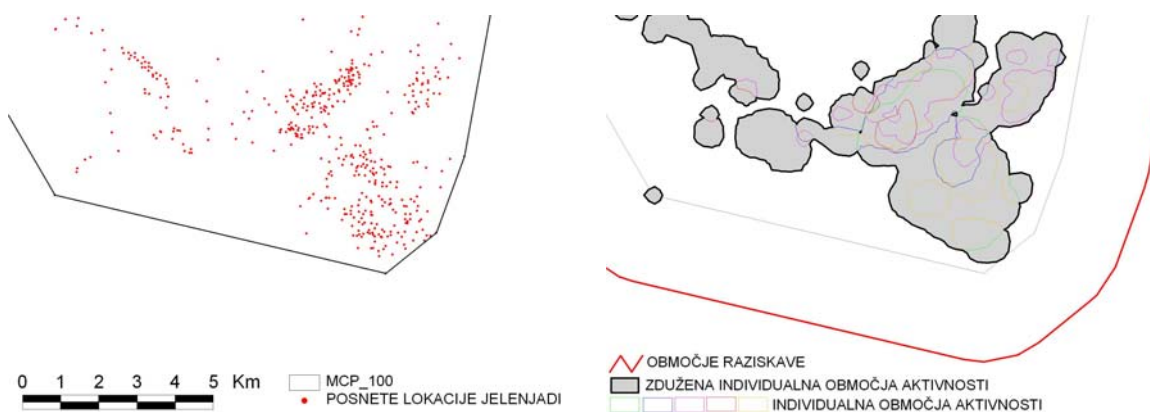 0 1 2 3 4 5 Km
MCP_100
POSNETE LOKACIJE JELENJADI
OBMOČJE RAZISKAVE
ZDUŽENA INDIVIDUALNA OBMOČJA AKTIVNOSTI
INDIVIDUALNA OBMOČJA AKTIVNOSTI